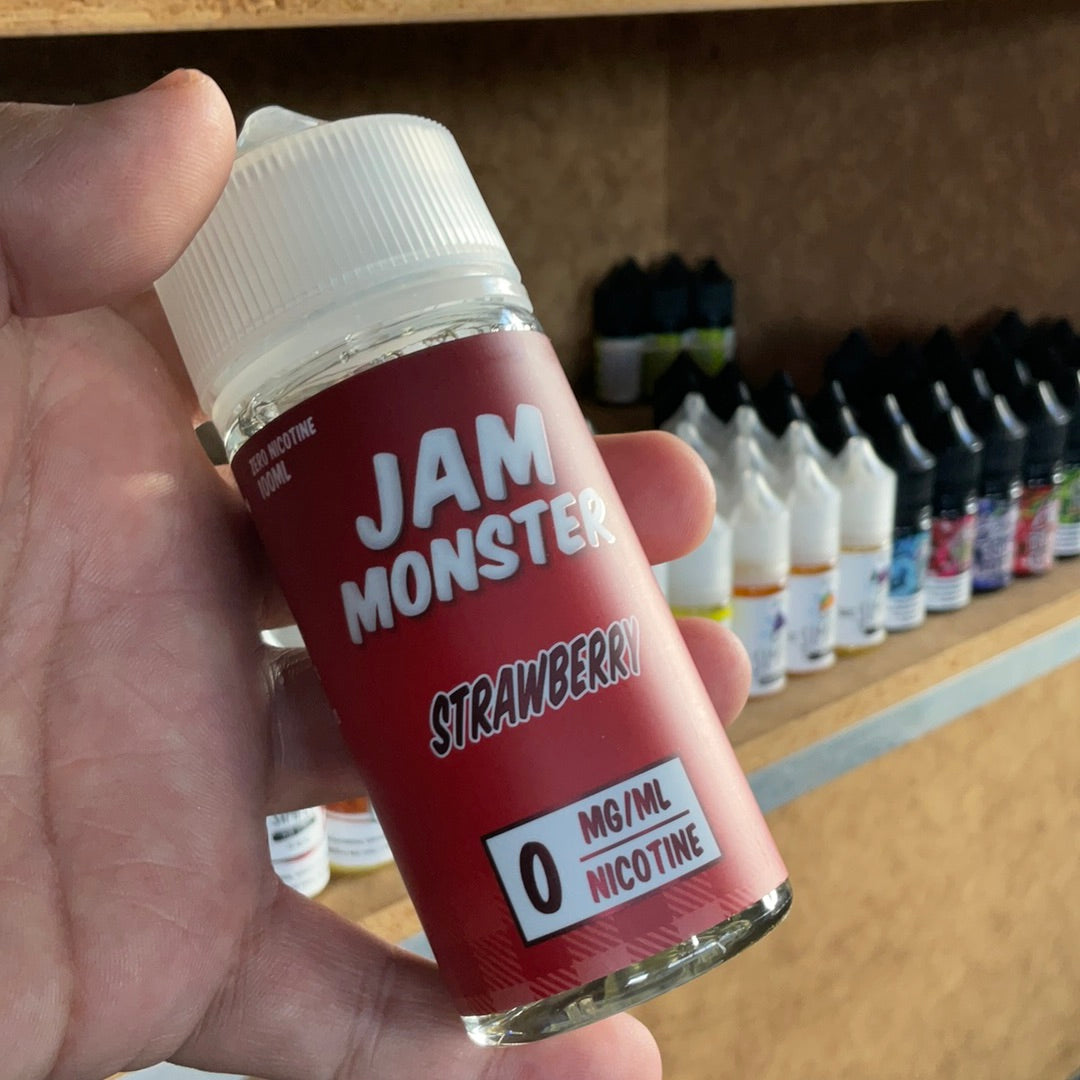 ZERO NICOTINE
100ML
JAM
MONSTER
STRAWBERRY
0
MG/ML
NICOTINE